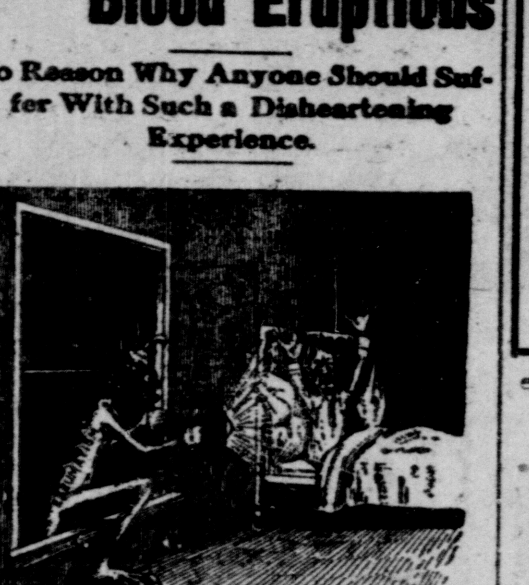 Blood Eruptions
o Reason Why Anyone Should Suf-
fer With Such a Disheartening
Experience.